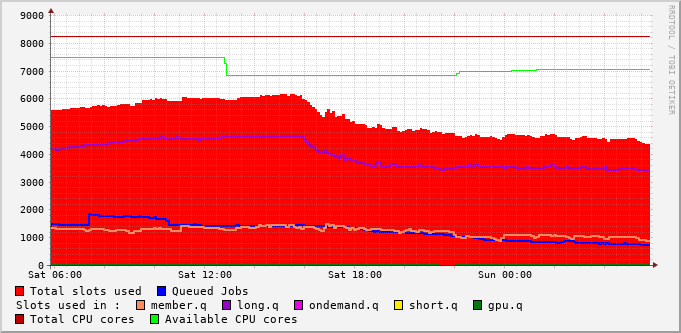 9000
8000
7000
6000
5000
4000
3000
2000
1000
0
Sat 06:00 Sat 12:00 Sat 18:00 Sun 00:00
Total slots used Queued Jobs
Slots used in : member.q long.q ondemand.q short.q gpu.q
Total CPU cores Available CPU cores
RRDTOOL / TOBI OETIKER